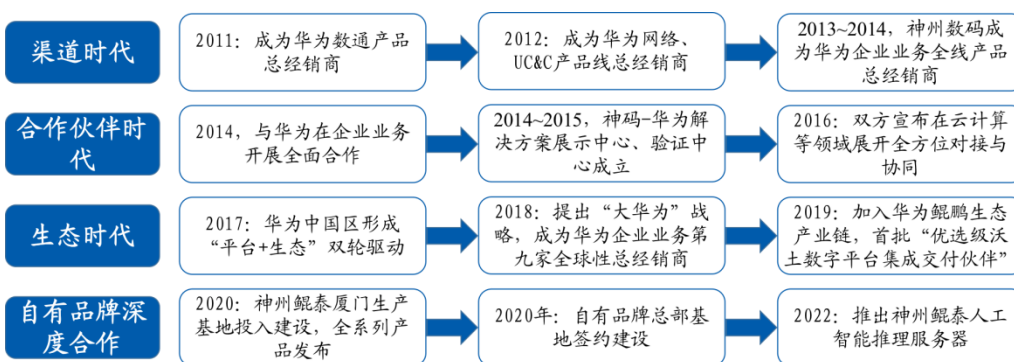 渠道时代
2011：成为华为数通产品
总经销商
2012：成为华为网络、
UC&C产品线总经销商
2013~2014，神州数码成
为华为企业业务全线产品
总经销商
合作伙伴时
代
2014，与华为在企业业务
开展全面合作
2014~2015，神码-华为解
决方案展示中心、验证中
心成立
2016：双方宣布在云计算
等领域展开全方位对接与
协同
生态时代
2017：华为中国区形成
“平台+生态”双轮驱动
2018：提出“大华为”战
略，成为华为企业业务第
九家全球性总经销商
2019：加入华为鲲鹏生态
产业链，首批“优选级沃
土数字平台集成交付伙伴”
自有品牌深
度合作
2020：神州鲲泰厦门生产
基地投入建设，全系列产
品发布
2020年：自有品牌总部基
地签约建设
2022：推出神州鲲泰人工
智能推理服务器